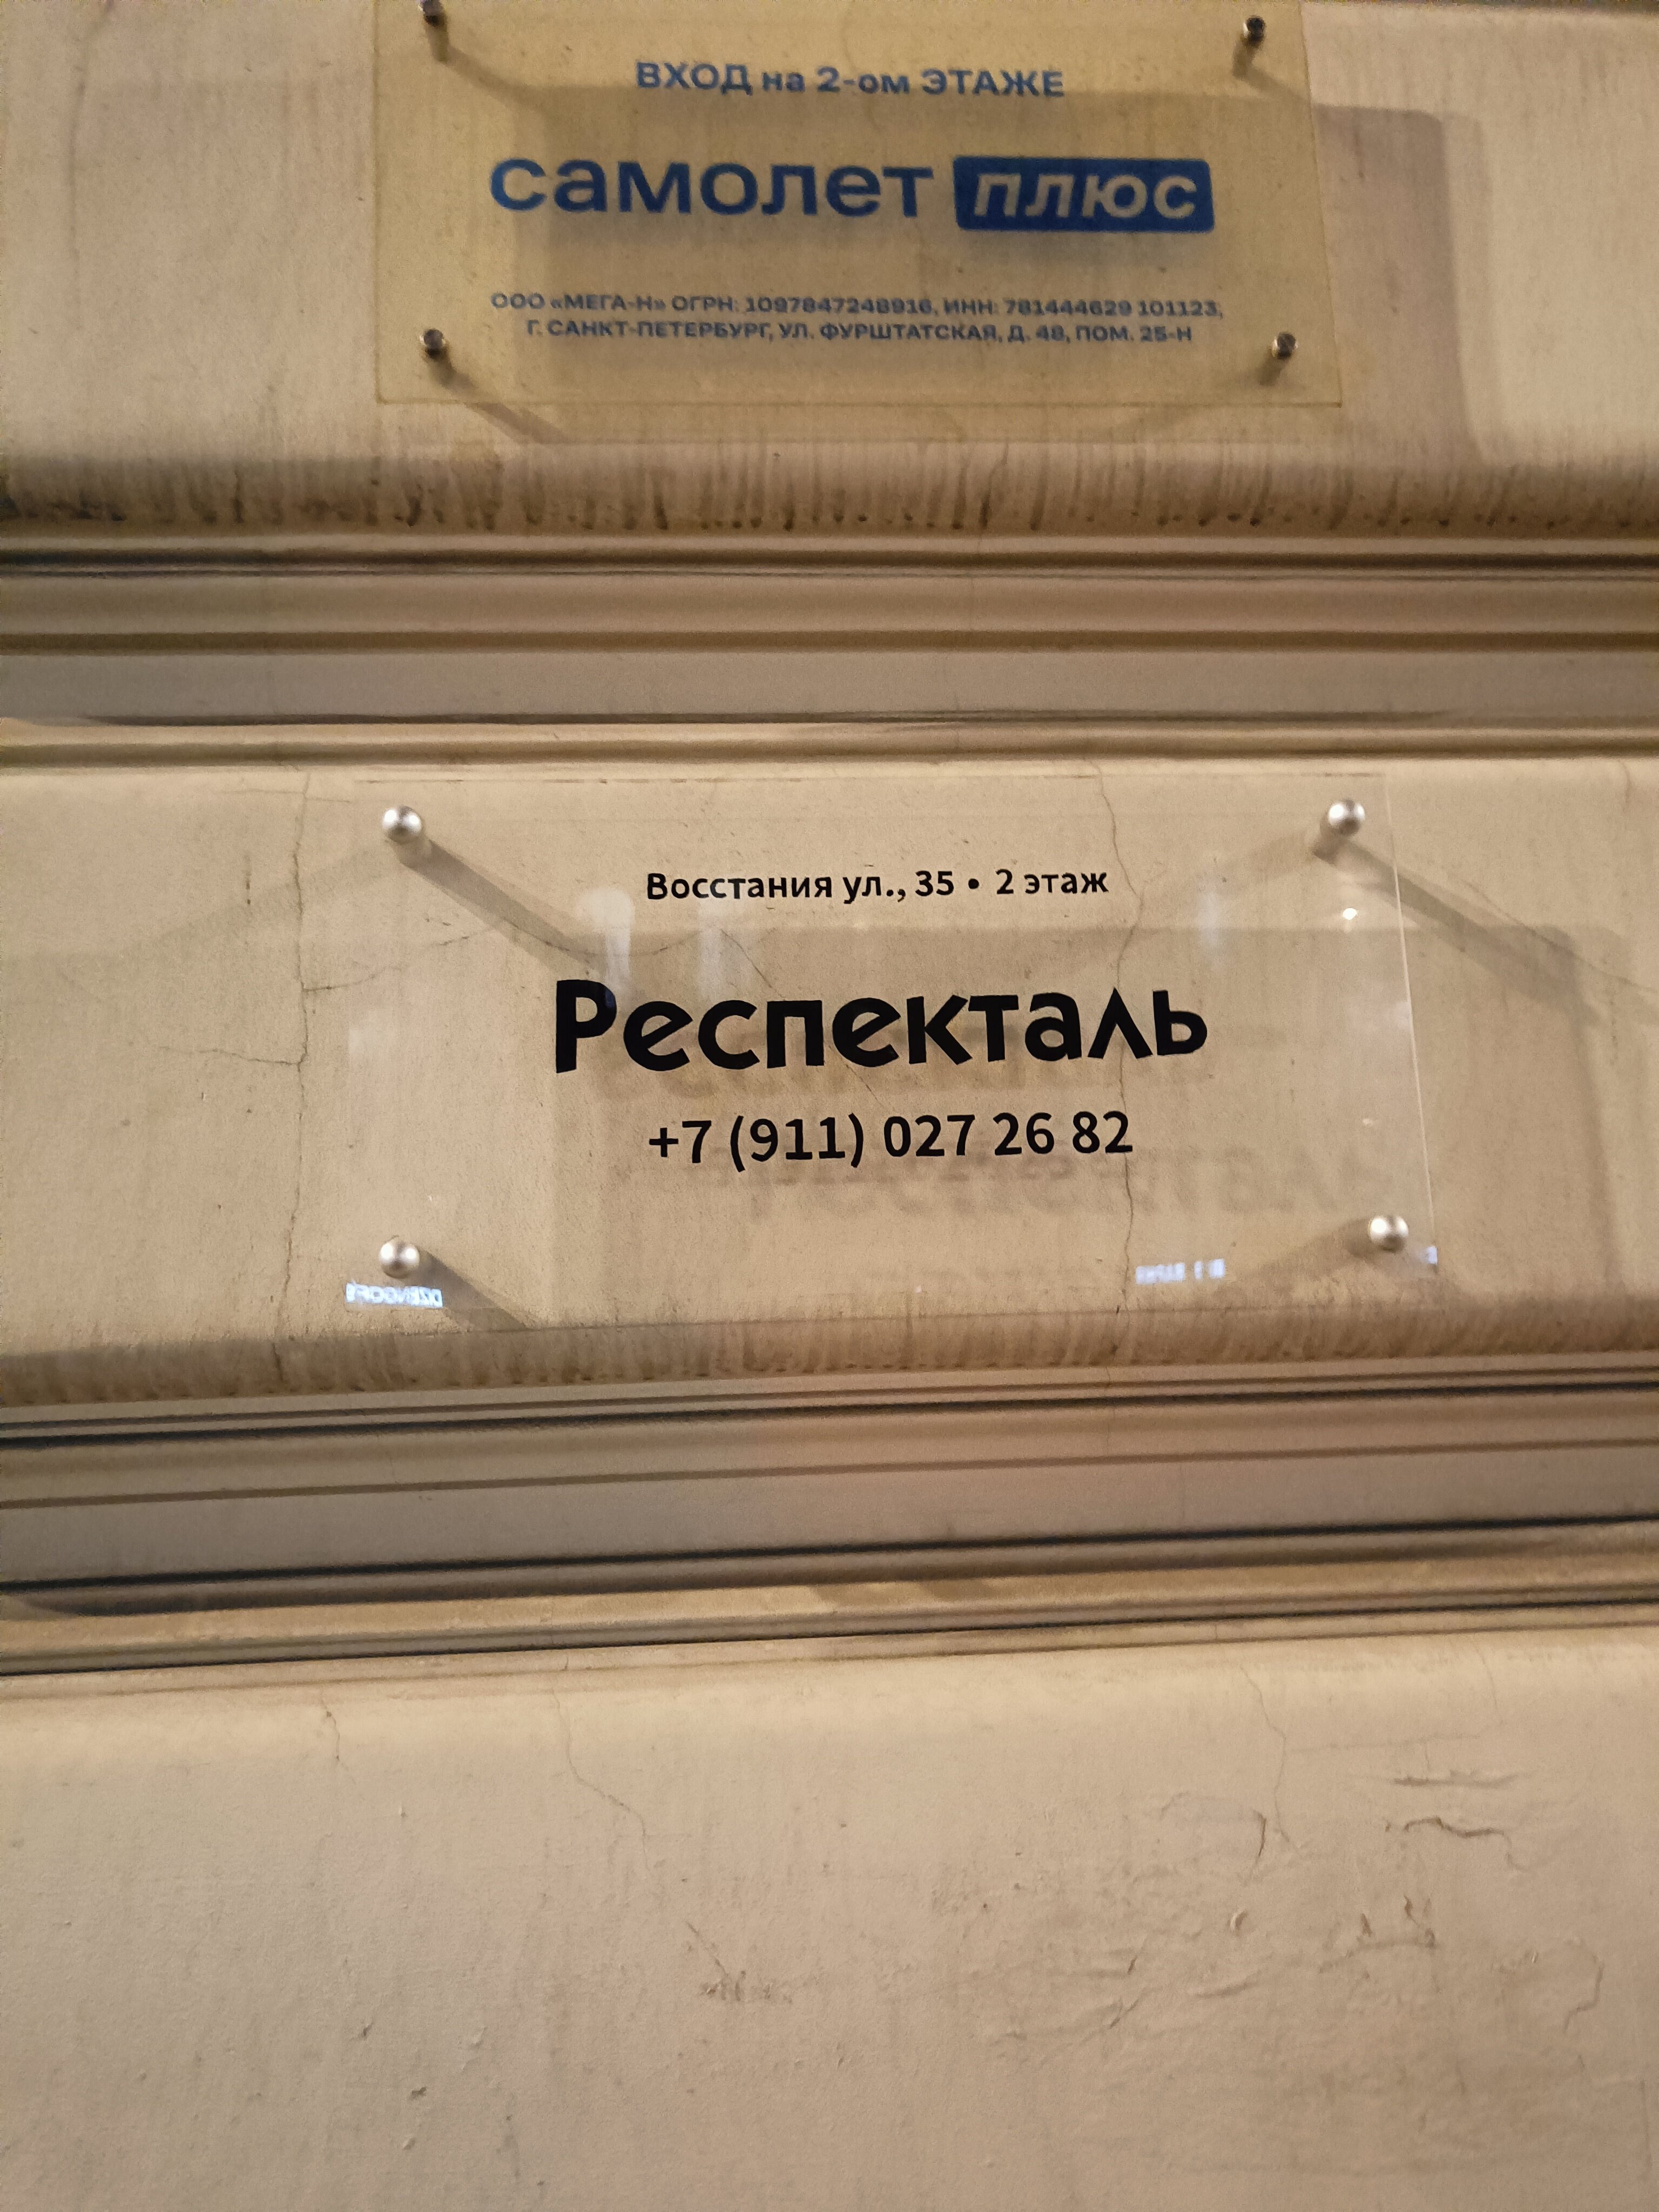 ВХОД на 2-ом ЭТАЖЕ
самолет плюс
ООО «МЕГА-Н» ОГРН: 1097847248916, ИНН: 781444629 101123,
Г. САНКТ-ПЕТЕРБУРГ, УЛ. ФУРШТАТСКАЯ, Д. 48, ПОМ. 25-Н
Восстания ул., 35 • 2 этаж
Респекталь
+7 (911) 027 26 82